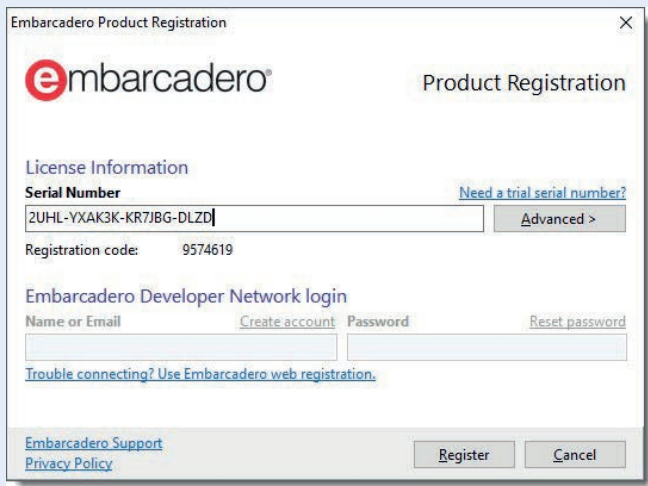 Embarcadero Product Registration
embarcadero®
Product Registration
License Information
Serial Number
Need a trial serial number?
2UHL-YXAK3K-KR7JBG-DLZD
Advanced >
Registration code: 9574619
Embarcadero Developer Network login
Name or Email
Create account
Password
Reset password
Trouble connecting? Use Embarcadero web registration.
Embarcadero Support
Privacy Policy
Register
Cancel